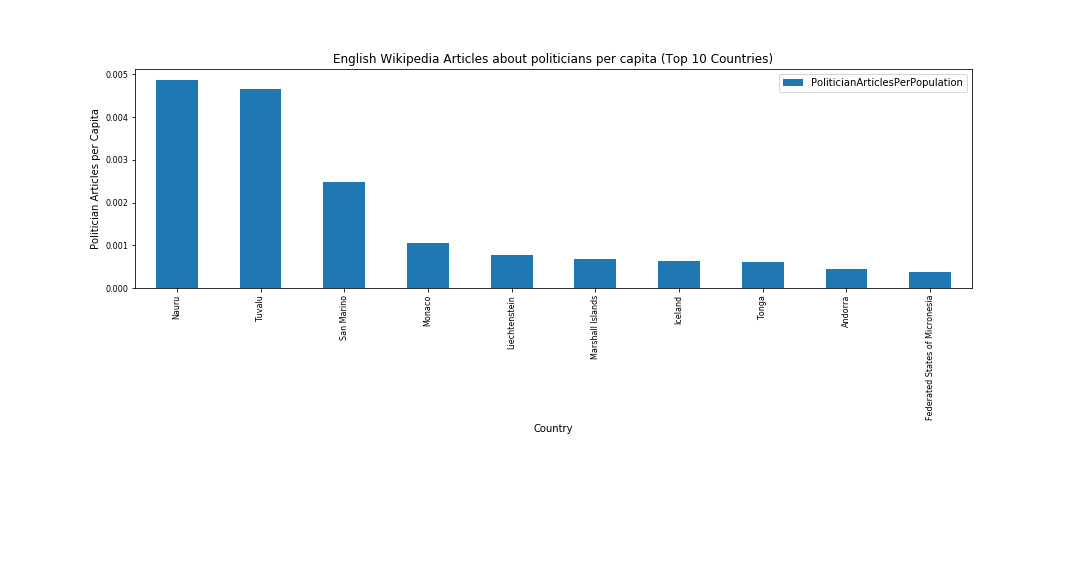 English Wikipedia Articles about politicians per capita (Top 10 Countries)
PoliticianArticlesPerPopulation
Politician Articles per Capita
0.005
0.004
0.003
0.002
0.001
0.000
Nauru
Tuvalu
San Marino
Monaco
Liechtenstein
Marshall Islands
Iceland
Tonga
Andorra
Federated States of Micronesia
Country